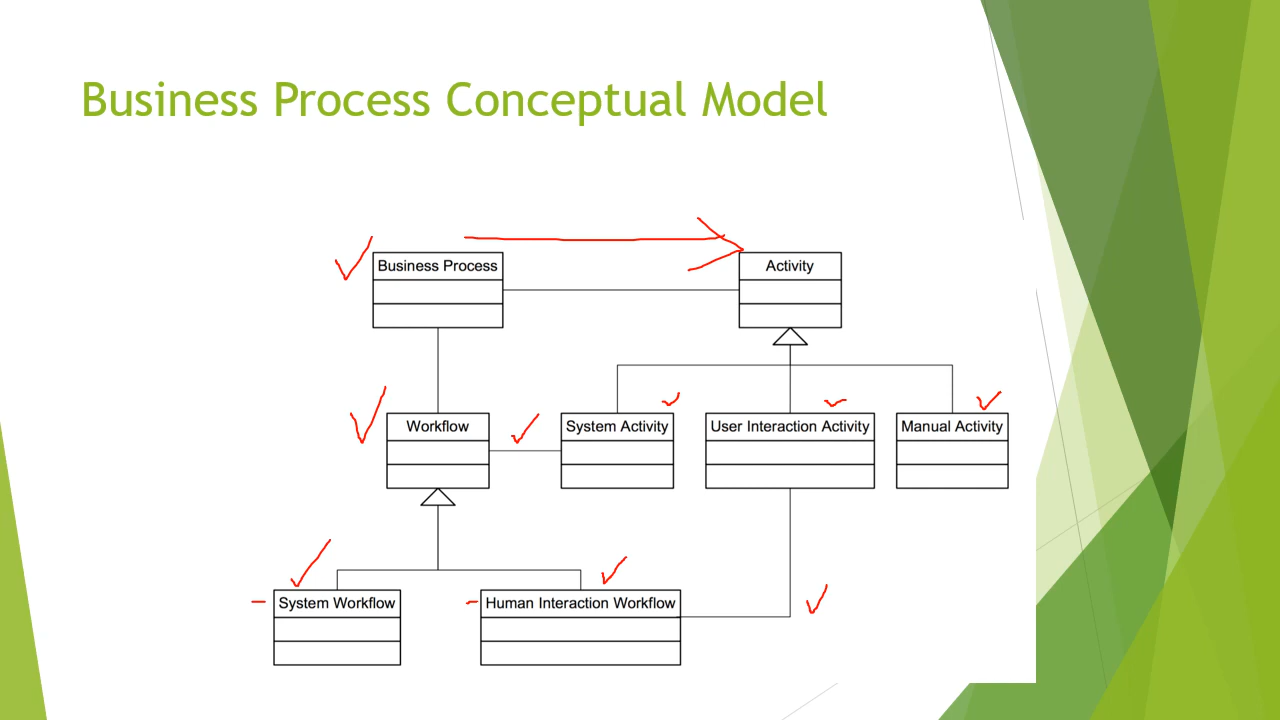 Business Process Conceptual Model
Business Process
Activity
Workflow
System Activity
User Interaction Activity
Manual Activity
System Workflow
Human Interaction Workflow